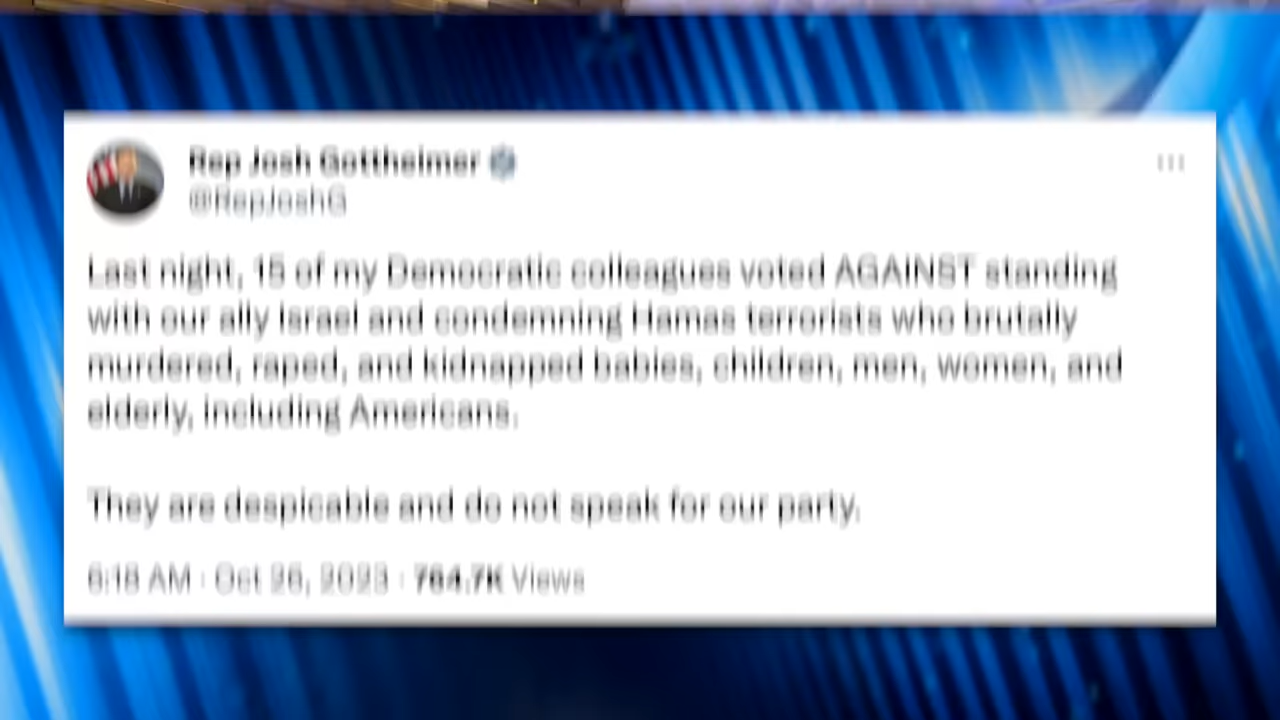 Rep Josh Gottheimer
@RepJoshG
Last night, 15 of my Democratic colleagues voted AGAINST standing
with our ally Israel and condemning Hamas terrorists who brutally
murdered, raped, and kidnapped babies, children, men, women, and
elderly, including Americans.
They are despicable and do not speak for our party.
6:18 AM · Oct 26, 2023 · 764.7K Views